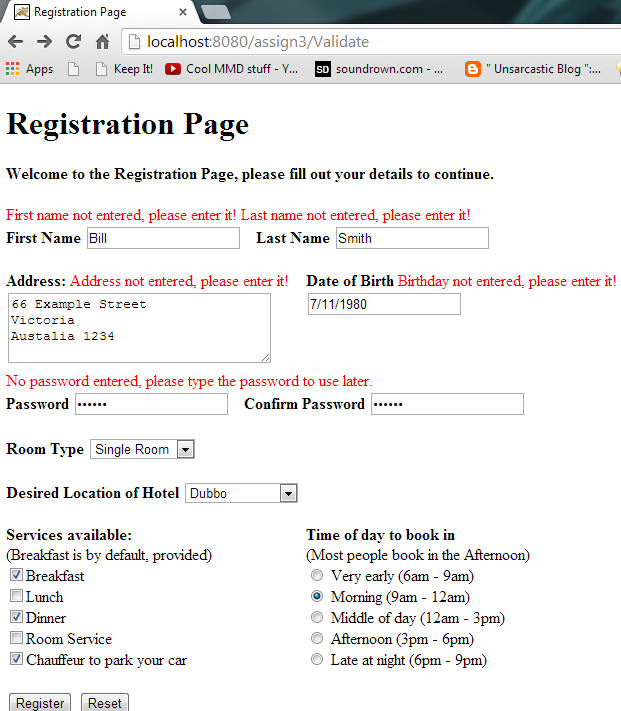 Registration Page
localhost:8080/assign3/Validate
Apps Keep It! Cool MMD stuff - Y... SD soundrown.com - ... " Unsarcastic Blog ":...
Registration Page
Welcome to the Registration Page, please fill out your details to continue.
First name not entered, please enter it! Last name not entered, please enter it!
First Name Bill Last Name Smith
Address: Address not entered, please enter it! Date of Birth Birthday not entered, please enter it!
66 Example Street 7/11/1980
Victoria
Austalia 1234
No password entered, please type the password to use later.
Password •••••• Confirm Password ••••••
Room Type Single Room
Desired Location of Hotel Dubbo
Services available: Time of day to book in
(Breakfast is by default, provided) (Most people book in the Afternoon)
Breakfast Very early (6am - 9am)
Lunch Morning (9am - 12am)
Dinner Middle of day (12am - 3pm)
Room Service Afternoon (3pm - 6pm)
Chauffeur to park your car Late at night (6pm - 9pm)
Register Reset